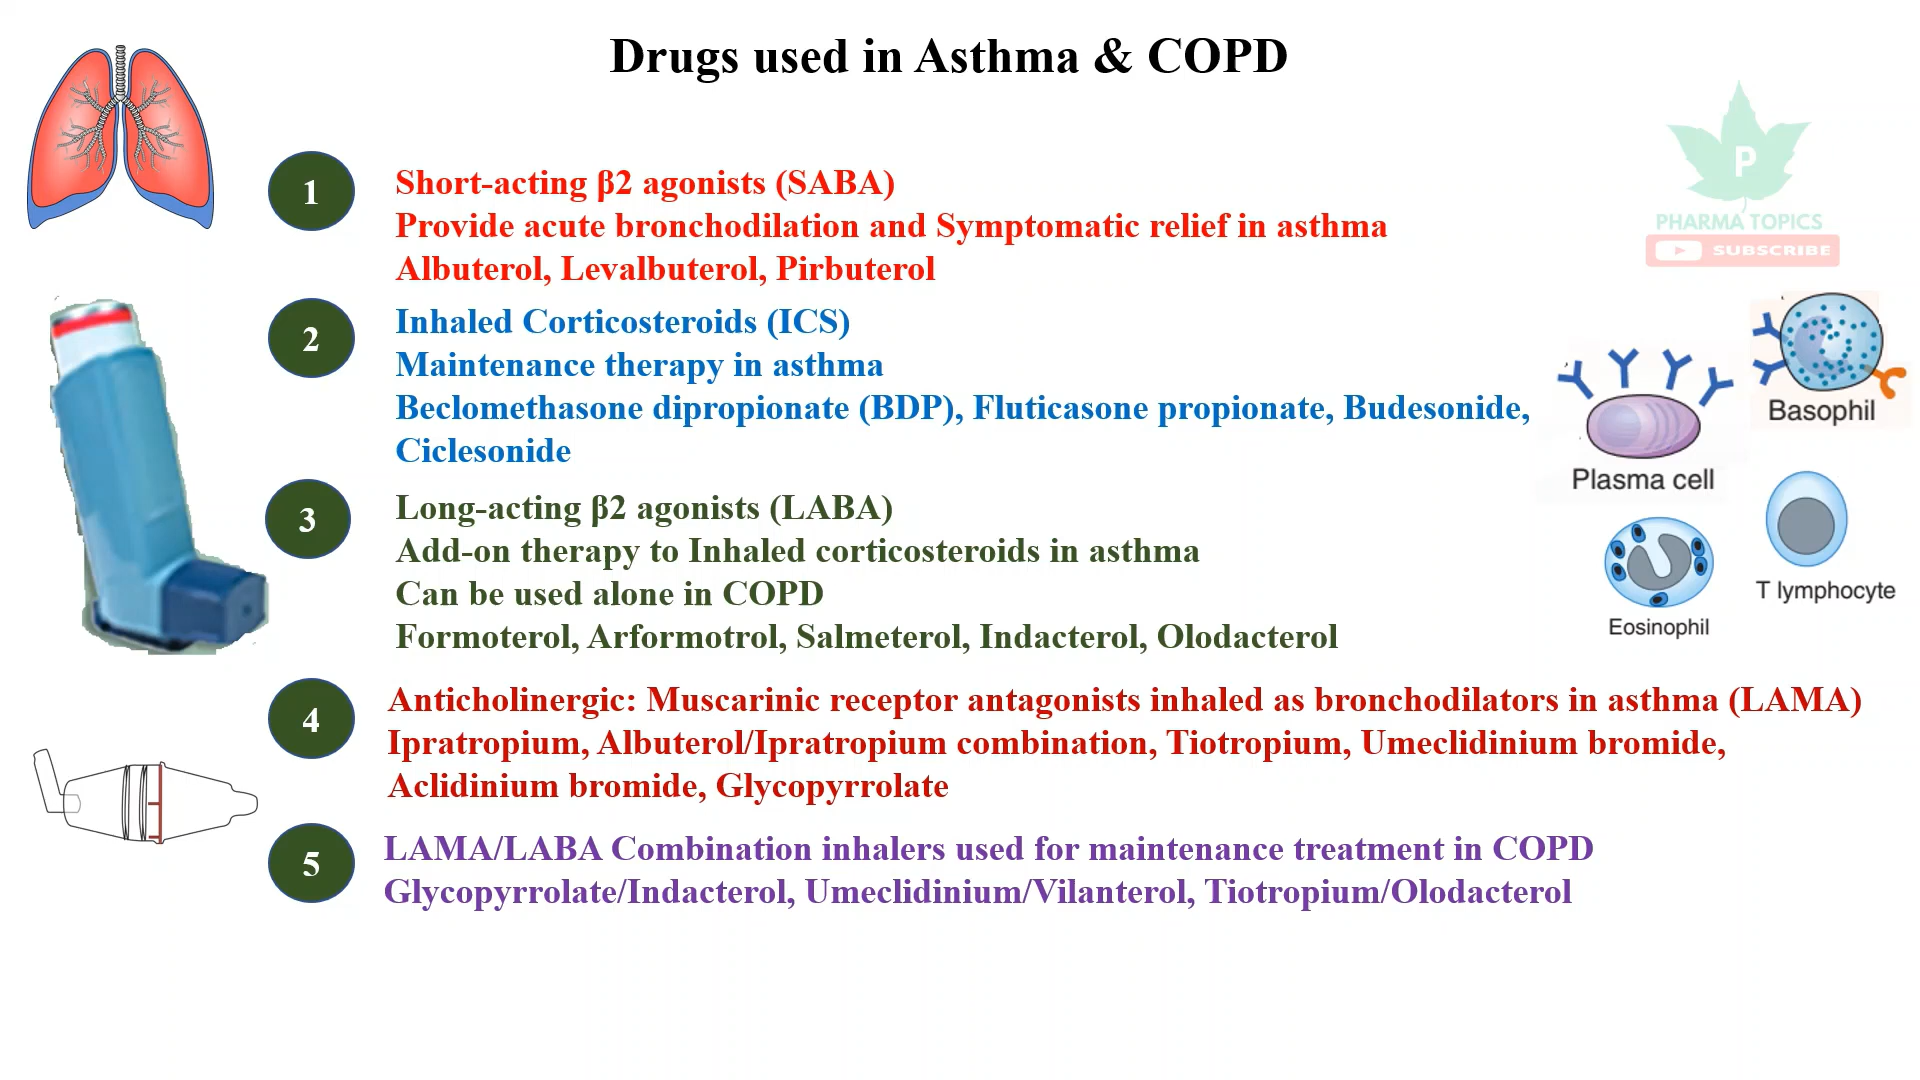 Drugs used in Asthma & COPD
P
PHARMA TOPICS
SUBSCRIBE
1
Short-acting β2 agonists (SABA)
Provide acute bronchodilation and Symptomatic relief in asthma
Albuterol, Levalbuterol, Pirbuterol
2
Inhaled Corticosteroids (ICS)
Maintenance therapy in asthma
Beclomethasone dipropionate (BDP), Fluticasone propionate, Budesonide,
Ciclesonide
Basophil
Plasma cell
3
Long-acting β2 agonists (LABA)
Add-on therapy to Inhaled corticosteroids in asthma
Can be used alone in COPD
Formoterol, Arformotrol, Salmeterol, Indacterol, Olodacterol
T lymphocyte
Eosinophil
4
Anticholinergic: Muscarinic receptor antagonists inhaled as bronchodilators in asthma (LAMA)
Ipratropium, Albuterol/Ipratropium combination, Tiotropium, Umeclidinium bromide,
Aclidinium bromide, Glycopyrrolate
5
LAMA/LABA Combination inhalers used for maintenance treatment in COPD
Glycopyrrolate/Indacterol, Umeclidinium/Vilanterol, Tiotropium/Olodacterol